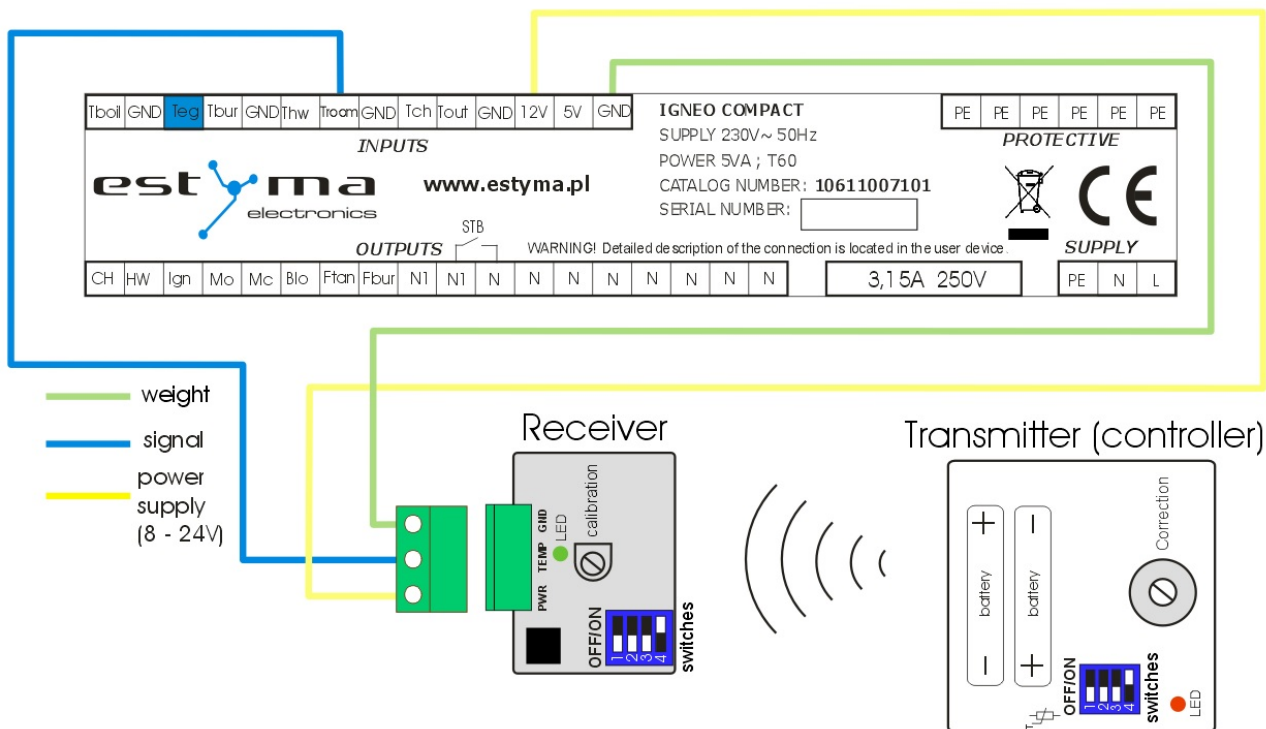 Tboil GND Teg Tbur GND Thw Troom GND Tch Tout GND 12V 5V GND
IGNEO COMPACT
SUPPLY 230V~ 50Hz
POWER 5VA ; T60
CATALOG NUMBER: 10611007101
SERIAL NUMBER:
PE PE PE PE PE PE
PROTECTIVE
INPUTS
estyma
electronics
www.estyma.pl
CE
STB
OUTPUTS
WARNING! Detailed description of the connection is located in the user device.
SUPPLY
CH HW Ign Mo Mc Blo Ftan Fbur N1 N1 N N N N N N N N
3,15A 250V
PE N L
weight
signal
power
supply
(8 - 24V)
Receiver
PWR TEMP GND
LED
calibration
OFF/ON
1 2 3 4
switches
Transmitter (controller)
+ battery -
- battery +
Correction
T
OFF/ON
1 2 3 4
switches
LED